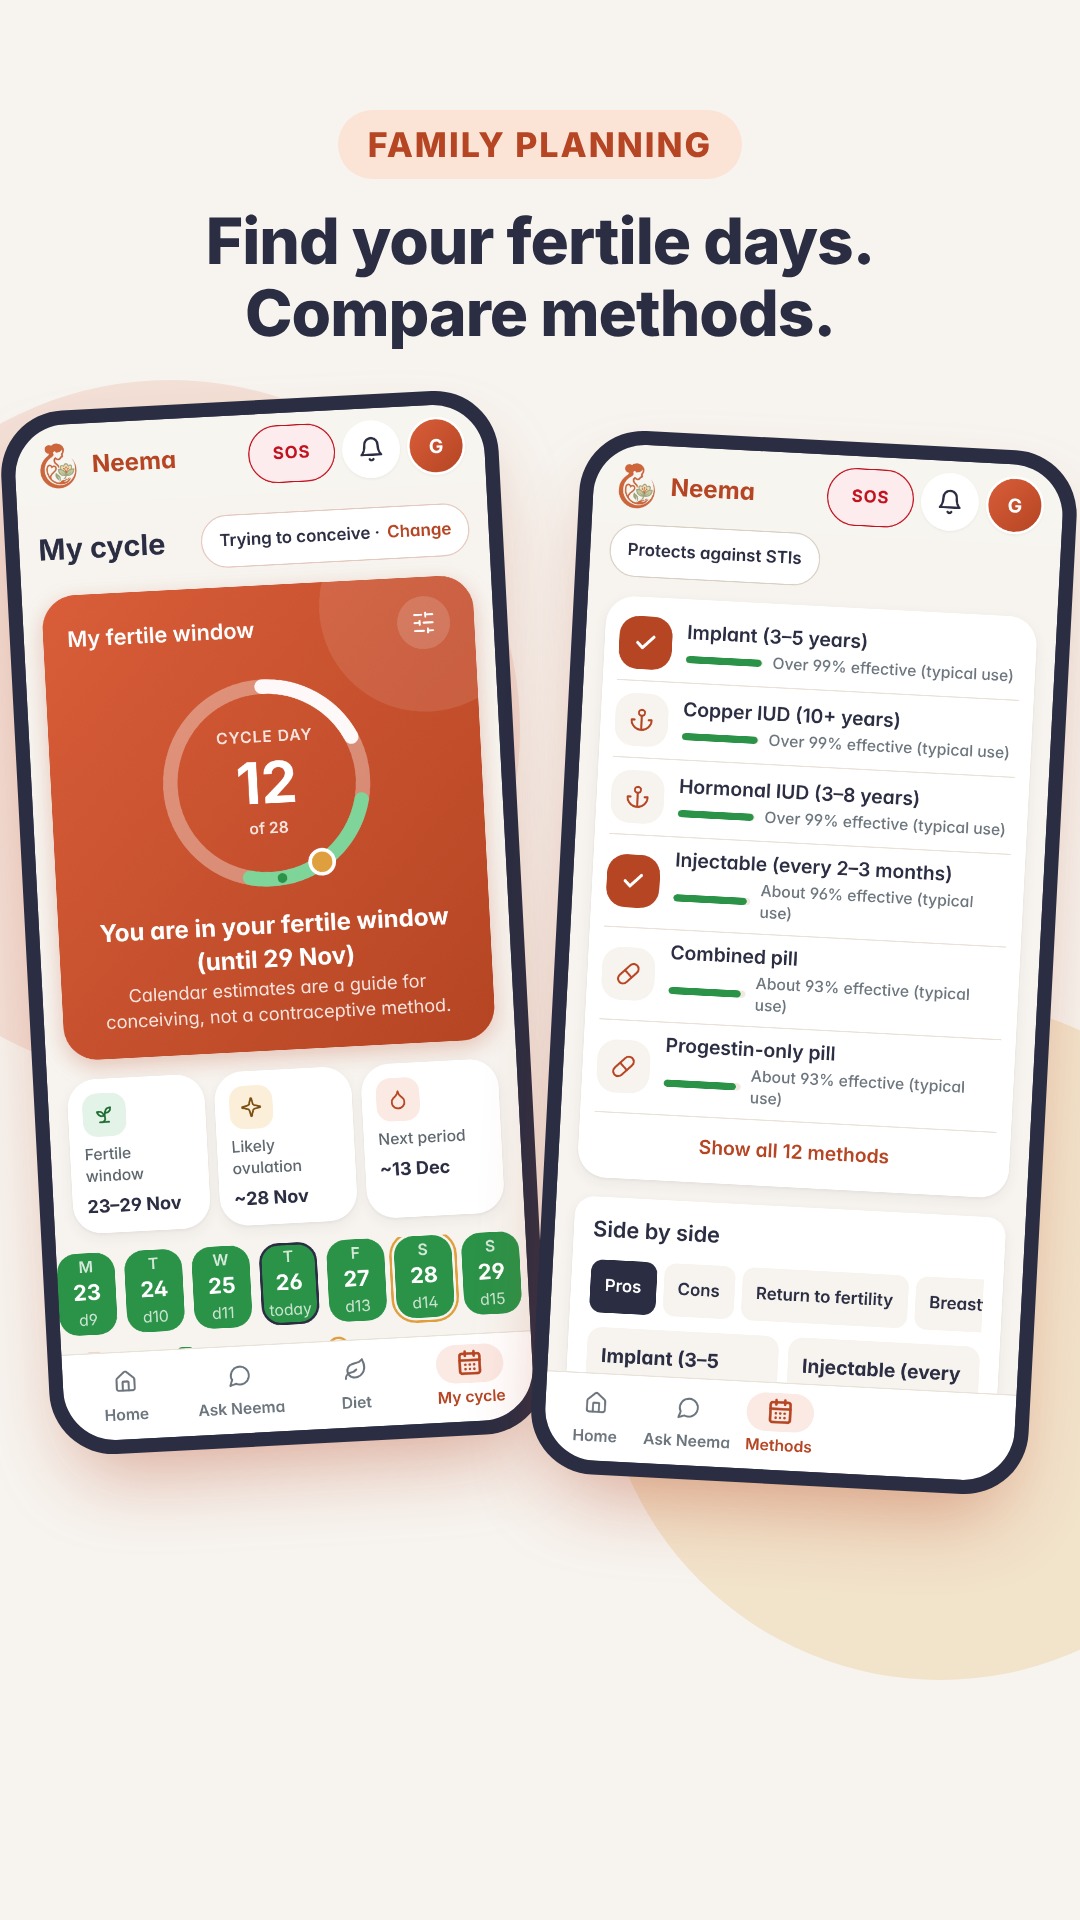 FAMILY PLANNING
Find your fertile days.
Compare methods.
Neema
SOS
G
My cycle
Trying to conceive · Change
My fertile window
CYCLE DAY
12
of 28
You are in your fertile window
(until 29 Nov)
Calendar estimates are a guide for
conceiving, not a contraceptive method.
Fertile
window
23–29 Nov
Likely
ovulation
~28 Nov
Next period
~13 Dec
M T W T F S S
23 24 25 26 27 28 29
d9 d10 d11 today d13 d14 d15
Home
Ask Neema
Diet
My cycle
Neema
SOS
G
Protects against STIs
Implant (3–5 years)
Over 99% effective (typical use)
Copper IUD (10+ years)
Over 99% effective (typical use)
Hormonal IUD (3–8 years)
Over 99% effective (typical use)
Injectable (every 2–3 months)
About 96% effective (typical
use)
Combined pill
About 93% effective (typical
use)
Progestin-only pill
About 93% effective (typical
use)
Show all 12 methods
Side by side
Pros
Cons
Return to fertility
Breast
Implant (3–5
Injectable (every
Home
Ask Neema
Methods